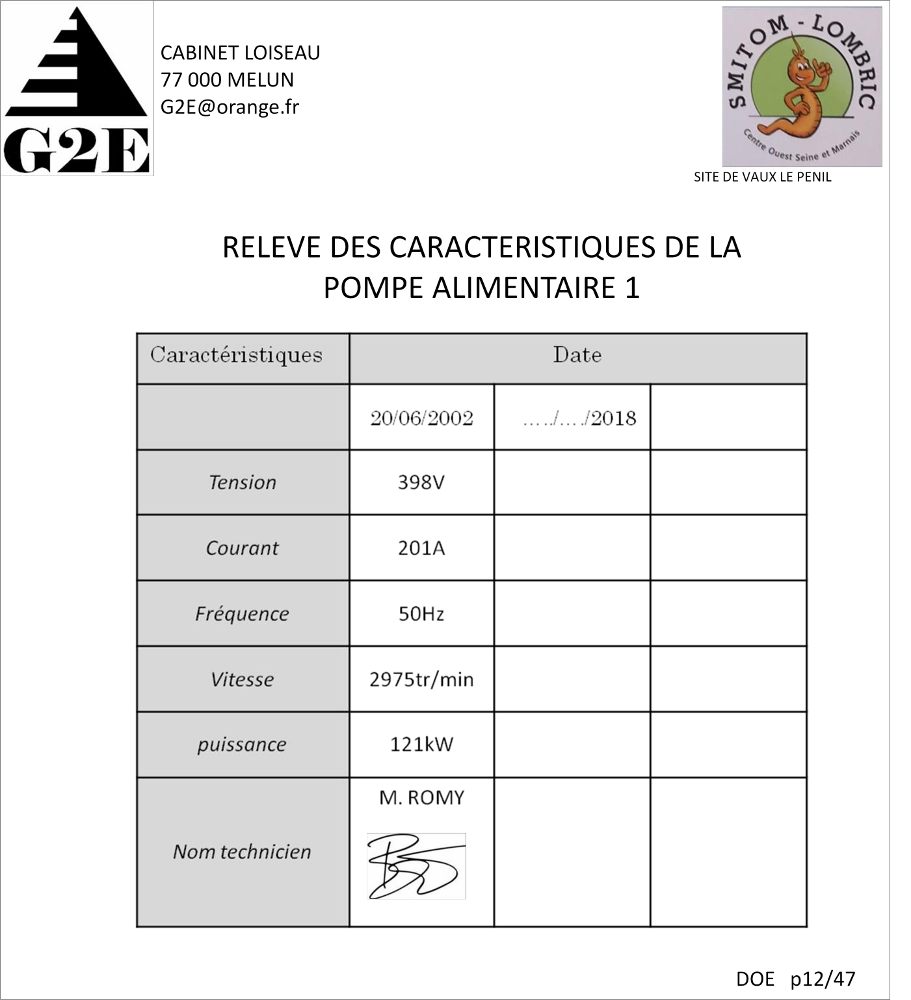 G2E
CABINET LOISEAU
77 000 MELUN
G2E@orange.fr
SMITOM - LOMBRIC
Centre Ouest Seine et Marnais
SITE DE VAUX LE PENIL
RELEVE DES CARACTERISTIQUES DE LA
POMPE ALIMENTAIRE 1
Caractéristiques Date
20/06/2002 …../…./2018
Tension 398V
Courant 201A
Fréquence 50Hz
Vitesse 2975tr/min
puissance 121kW
M. ROMY
Nom technicien
DOE p12/47